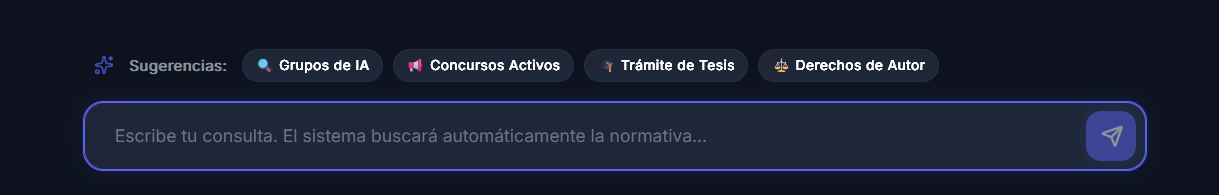 Sugerencias: 🔍 Grupos de IA 📢 Concursos Activos 🎓 Trámite de Tesis ⚖️ Derechos de Autor
Escribe tu consulta. El sistema buscará automáticamente la normativa...